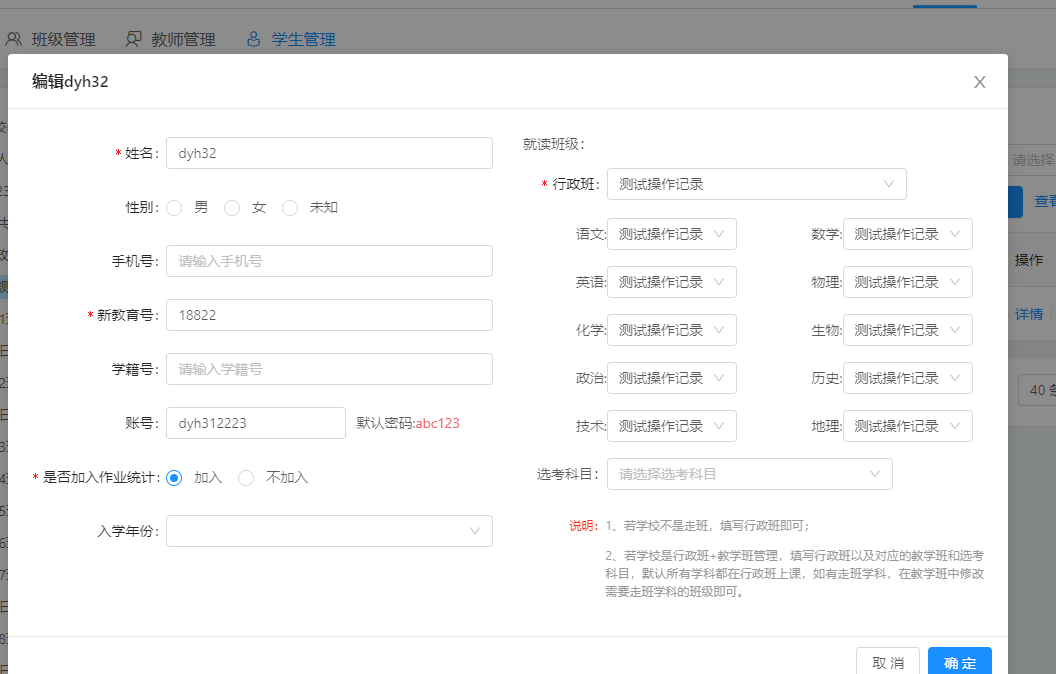 班级管理 教师管理 学生管理
编辑dyh32
* 姓名: dyh32
性别: 男 女 未知
手机号: 请输入手机号
* 新教育号: 18822
学籍号: 请输入学籍号
账号: dyh312223 默认密码:abc123
* 是否加入作业统计: 加入 不加入
入学年份:
就读班级:
* 行政班: 测试操作记录
语文: 测试操作记录 数学: 测试操作记录
英语: 测试操作记录 物理: 测试操作记录
化学: 测试操作记录 生物: 测试操作记录
政治: 测试操作记录 历史: 测试操作记录
技术: 测试操作记录 地理: 测试操作记录
选考科目: 请选择选考科目
说明: 1、若学校不是走班，填写行政班即可;
2、若学校是行政班+教学班管理，填写行政班以及对应的教学班和选考
科目，默认所有学科都在行政班上课，如有走班学科，在教学班中修改
需要走班学科的班级即可。
取消 确定
请选择
查看
操作
详情
40 条